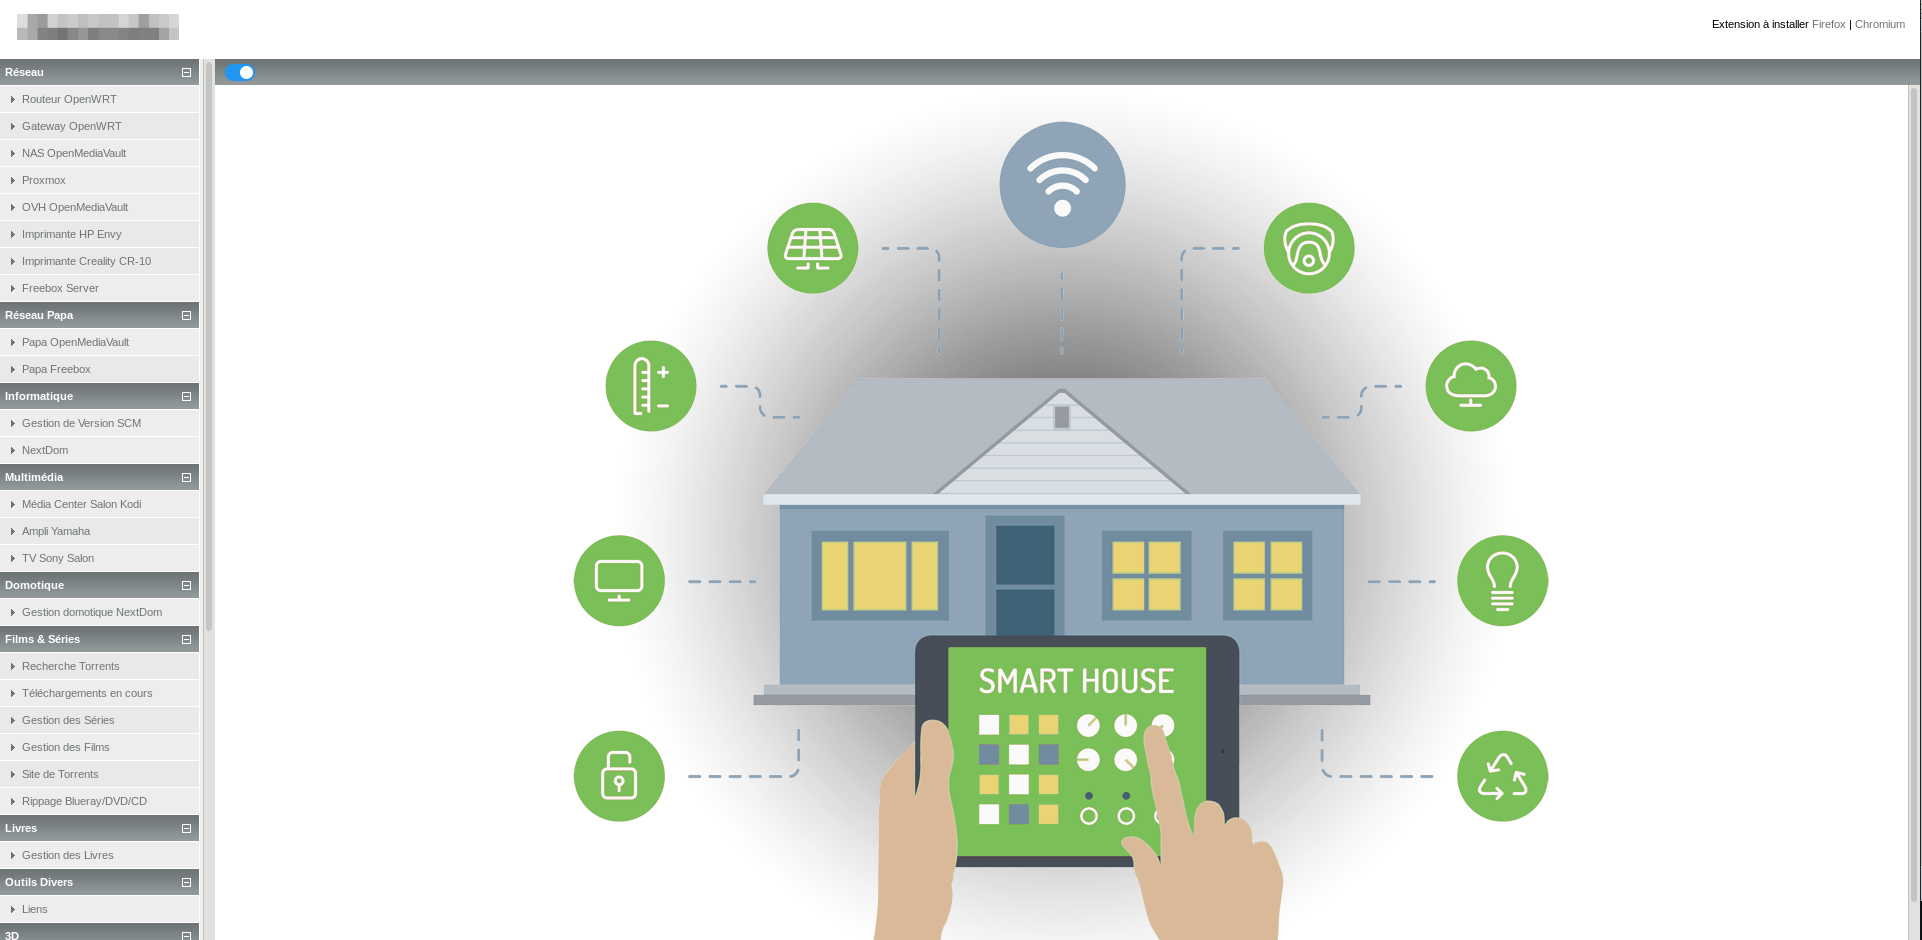 Extension à installer Firefox | Chromium
Réseau
Routeur OpenWRT
Gateway OpenWRT
NAS OpenMediaVault
Proxmox
OVH OpenMediaVault
Imprimante HP Envy
Imprimante Creality CR-10
Freebox Server
Réseau Papa
Papa OpenMediaVault
Papa Freebox
Informatique
Gestion de Version SCM
NextDom
Multimédia
Média Center Salon Kodi
Ampli Yamaha
TV Sony Salon
Domotique
Gestion domotique NextDom
Films & Séries
Recherche Torrents
Téléchargements en cours
Gestion des Séries
Gestion des Films
Site de Torrents
Rippage Blueray/DVD/CD
Livres
Gestion des Livres
Outils Divers
Liens
3D
SMART HOUSE